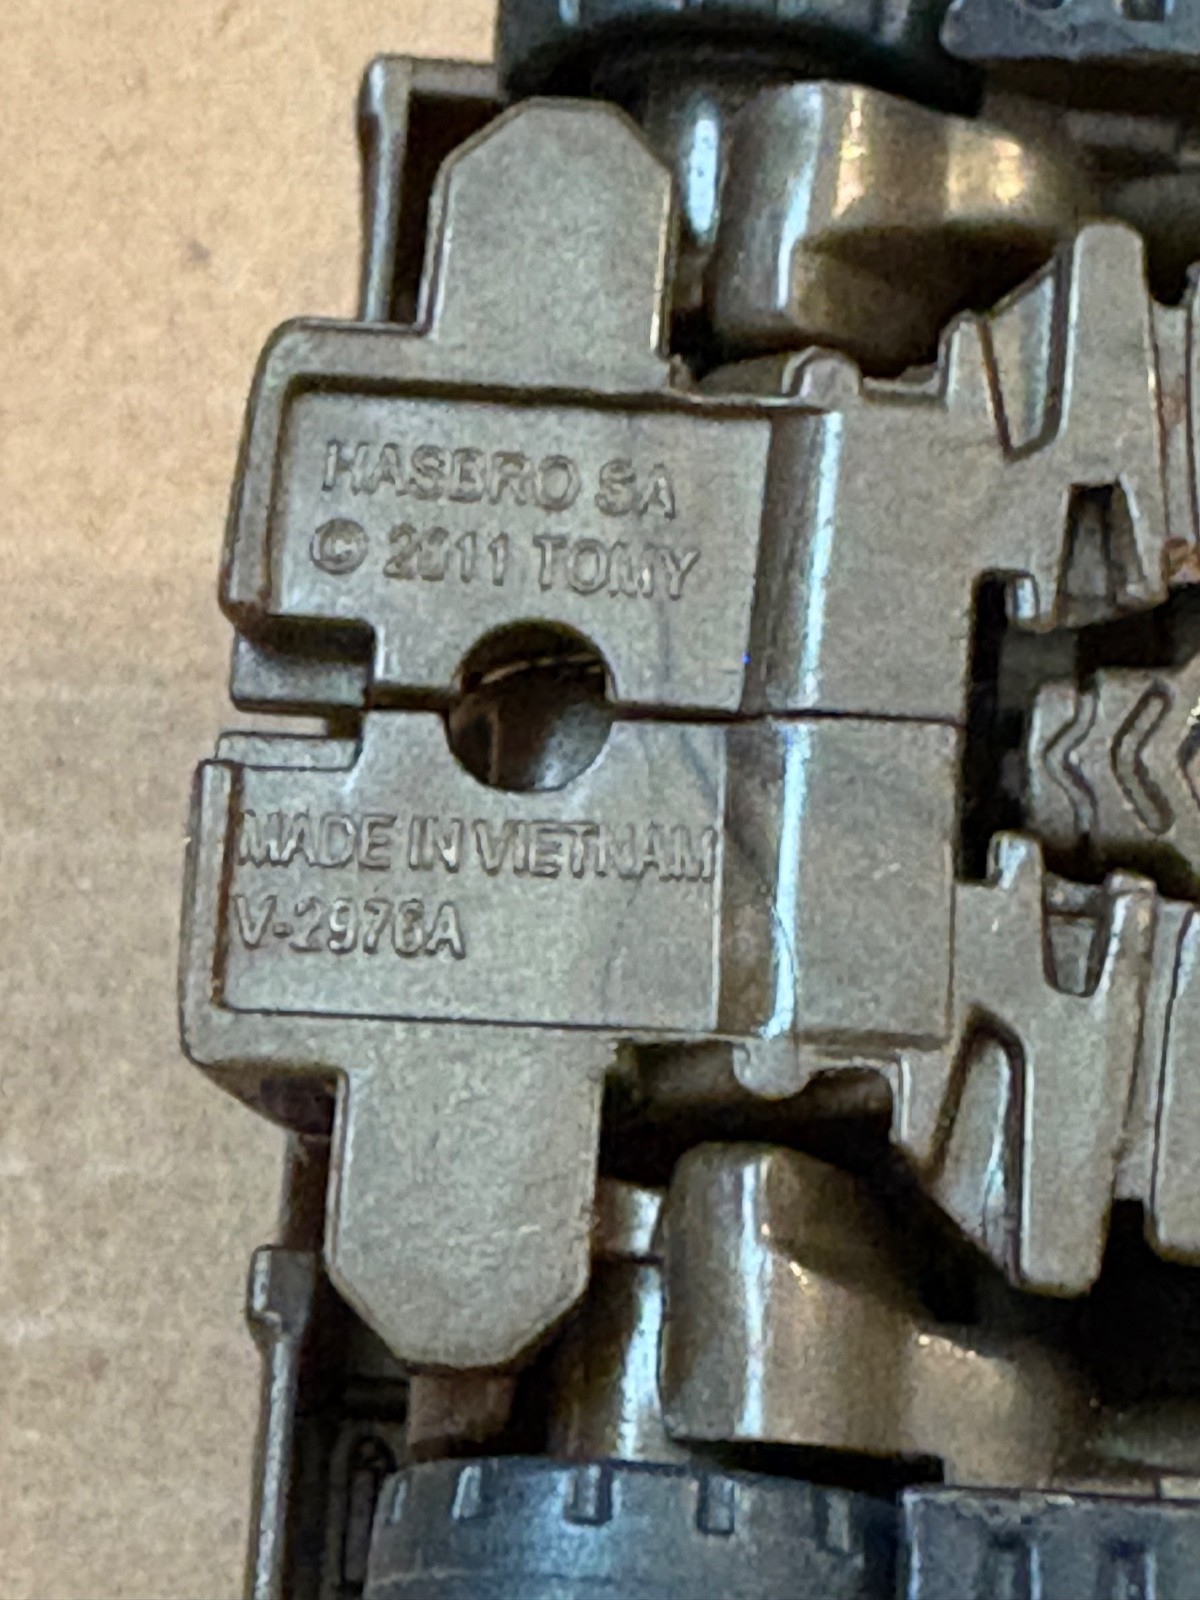 HASBRO SA
© 2011 TOMY
MADE IN VIETNAM
V-2976A